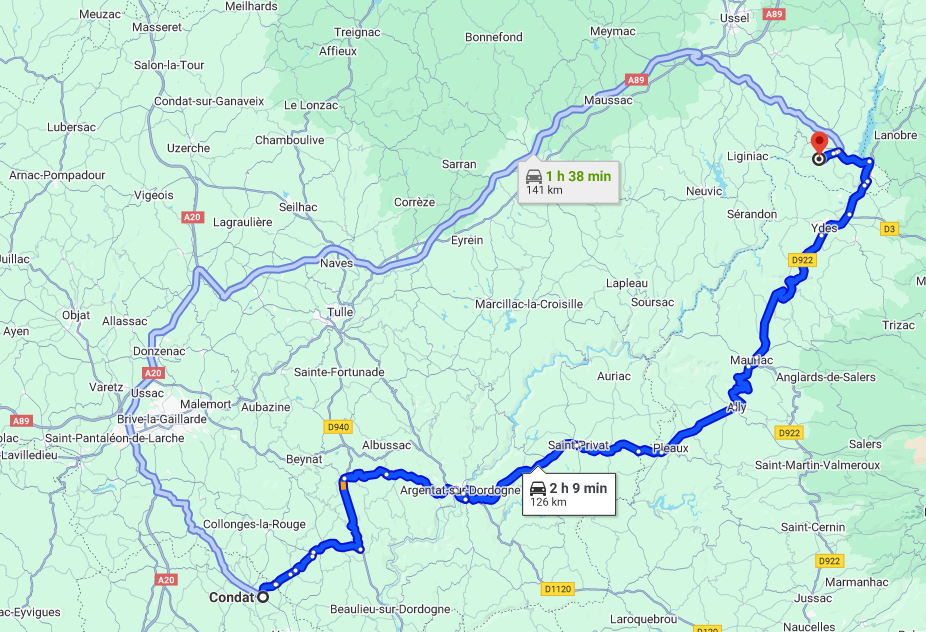 Meuzac
Meilhards
Masseret
Treignac
Affieux
Bonnefond
Meymac
Ussel
A89
Salon-la-Tour
A89
Condat-sur-Ganaveix
Le Lonzac
Maussac
Lubersac
Uzerche
Chamboulive
Lanobre
Sarran
Liginiac
Arnac-Pompadour
1 h 38 min
141 km
Vigeois
Neuvic
Corrèze
Seilhac
A20
Lagraulière
Sérandon
Ydes
D3
Eyrein
Juillac
Naves
D922
Lapleau
Soursac
Marcillac-la-Croisille
Objat
Tulle
Allassac
Ayen
Trizac
Donzenac
Mauriac
Sainte-Fortunade
A20
Auriac
Anglards-de-Salers
Varetz
Ussac
Malemort
Aubazine
Ally
A89
Brive-la-Gaillarde
D940
D922
Saint-Pantaléon-de-Larche
Albussac
Saint-Privat
Pleaux
Salers
-Lavilledieu
Beynat
Saint-Martin-Valmeroux
Argentat-sur-Dordogne
2 h 9 min
126 km
Collonges-la-Rouge
Saint-Cernin
D922
A20
Marmanhac
D1120
Condat
Jussac
ac-Eyvigues
Beaulieu-sur-Dordogne
Laroquebrou
Naucelles
D120